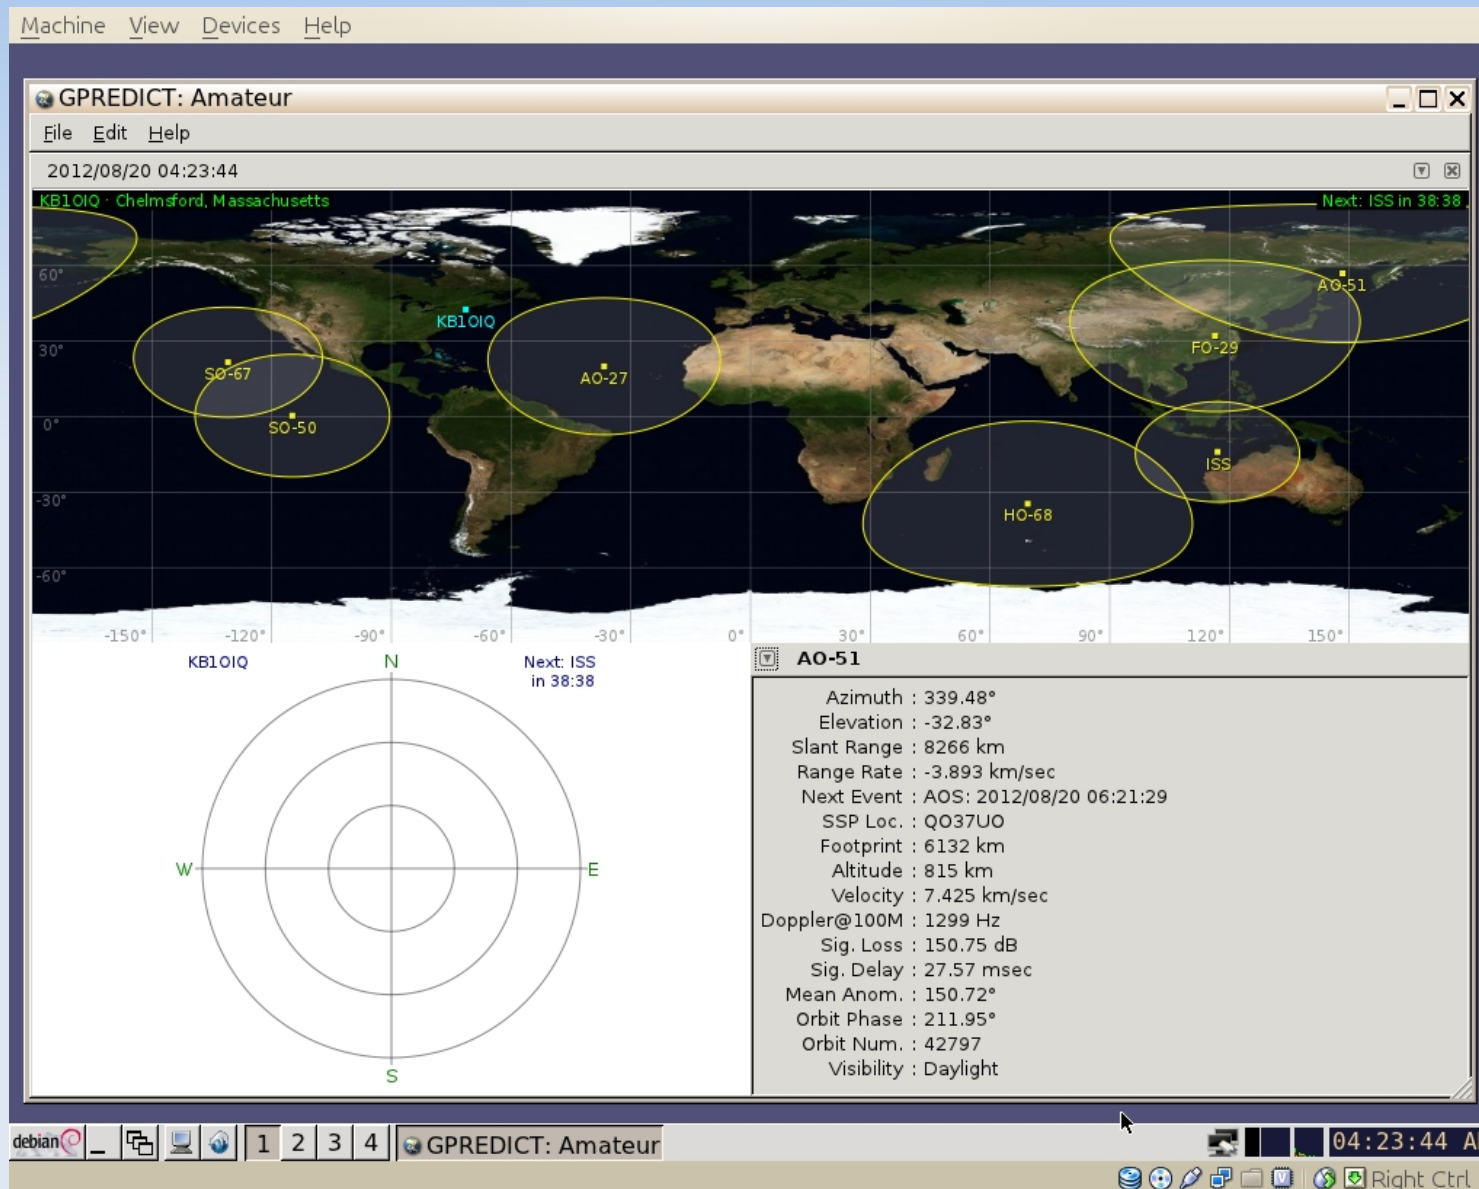 Machine View Devices Help
GPREDICT: Amateur
File Edit Help
2012/08/20 04:23:44
KB1OIQ · Chelmsford, Massachusetts
Next: ISS in 38:38
60°
30°
0°
-30°
-60°
AO-51
KB1OIQ
FO-29
SO-67
AO-27
SO-50
ISS
HO-68
-150° -120° -90° -60° -30° 0° 30° 60° 90° 120° 150°
KB1OIQ
N
Next: ISS
in 38:38
W
E
S
AO-51
Azimuth : 339.48°
Elevation : -32.83°
Slant Range : 8266 km
Range Rate : -3.893 km/sec
Next Event : AOS: 2012/08/20 06:21:29
SSP Loc. : QO37UO
Footprint : 6132 km
Altitude : 815 km
Velocity : 7.425 km/sec
Doppler@100M : 1299 Hz
Sig. Loss : 150.75 dB
Sig. Delay : 27.57 msec
Mean Anom. : 150.72°
Orbit Phase : 211.95°
Orbit Num. : 42797
Visibility : Daylight
debian 1 2 3 4 GPREDICT: Amateur 04:23:44 A
Right Ctrl